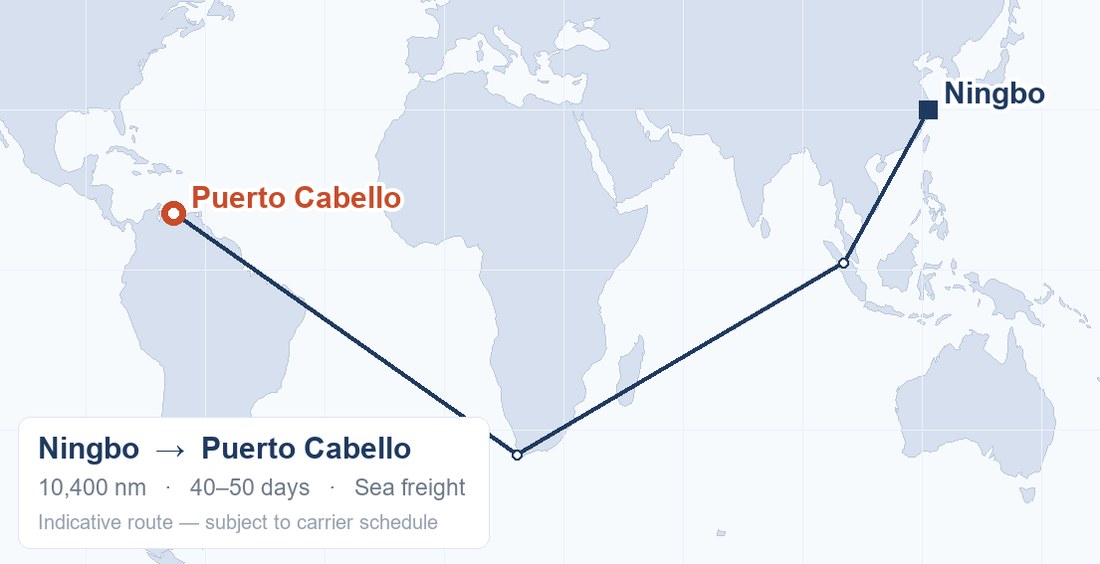 Ningbo
Puerto Cabello
Ningbo → Puerto Cabello
10,400 nm · 40–50 days · Sea freight
Indicative route — subject to carrier schedule